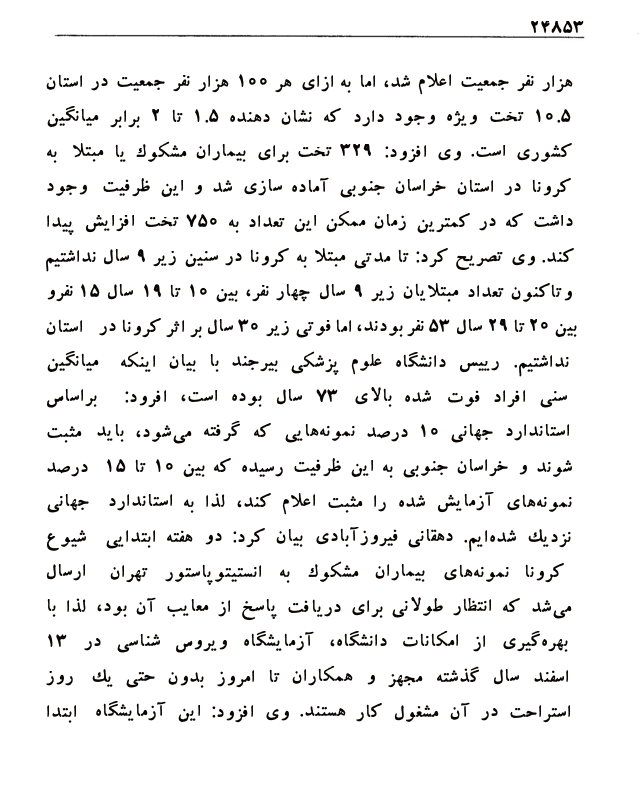 ۲۴۸۵۳
هزار نفر جمعیت اعلام شد، اما به ازای هر ۱۰۰ هزار نفر جمعیت در استان
۱۰.۵ تخت ویژه وجود دارد که نشان دهنده ۱.۵ تا ۲ برابر میانگین
کشوری است. وی افزود: ۳۲۹ تخت برای بیماران مشکوك یا مبتلا به
کرونا در استان خراسان جنوبی آماده سازی شد و این ظرفیت وجود
داشت که در کمترین زمان ممکن این تعداد به ۷۵۰ تخت افزایش پیدا
کند. وی تصریح کرد: تا مدتی مبتلا به کرونا در سنین زیر ۹ سال نداشتیم
و تاکنون تعداد مبتلایان زیر ۹ سال چهار نفر، بین ۱۰ تا ۱۹ سال ۱۵ نفرو
بین ۲۰ تا ۲۹ سال ۵۳ نفر بودند، اما فوتی زیر ۳۰ سال بر اثر کرونا در استان
نداشتیم. رییس دانشگاه علوم پزشکی بیرجند با بیان اینکه میانگین
سنی افراد فوت شده بالای ۷۳ سال بوده است، افرود: براساس
استاندارد جهانی ۱۰ درصد نمونه‌هایی که گرفته می‌شود، باید مثبت
شوند و خراسان جنوبی به این ظرفیت رسیده که بین ۱۰ تا ۱۵ درصد
نمونه‌های آزمایش شده را مثبت اعلام کند، لذا به استاندارد جهانی
نزدیك شده‌ایم. دهقانی فیروزآبادی بیان کرد: دو هفته ابتدایی شیوع
کرونا نمونه‌های بیماران مشکوك به انستیتوپاستور تهران ارسال
می‌شد که انتظار طولانی برای دریافت پاسخ از معایب آن بود، لذا با
بهره‌گیری از امکانات دانشگاه، آزمایشگاه ویروس شناسی در ۱۳
اسفند سال گذشته مجهز و همکاران تا امروز بدون حتی یك روز
استراحت در آن مشغول کار هستند. وی افزود: این آزمایشگاه ابتدا